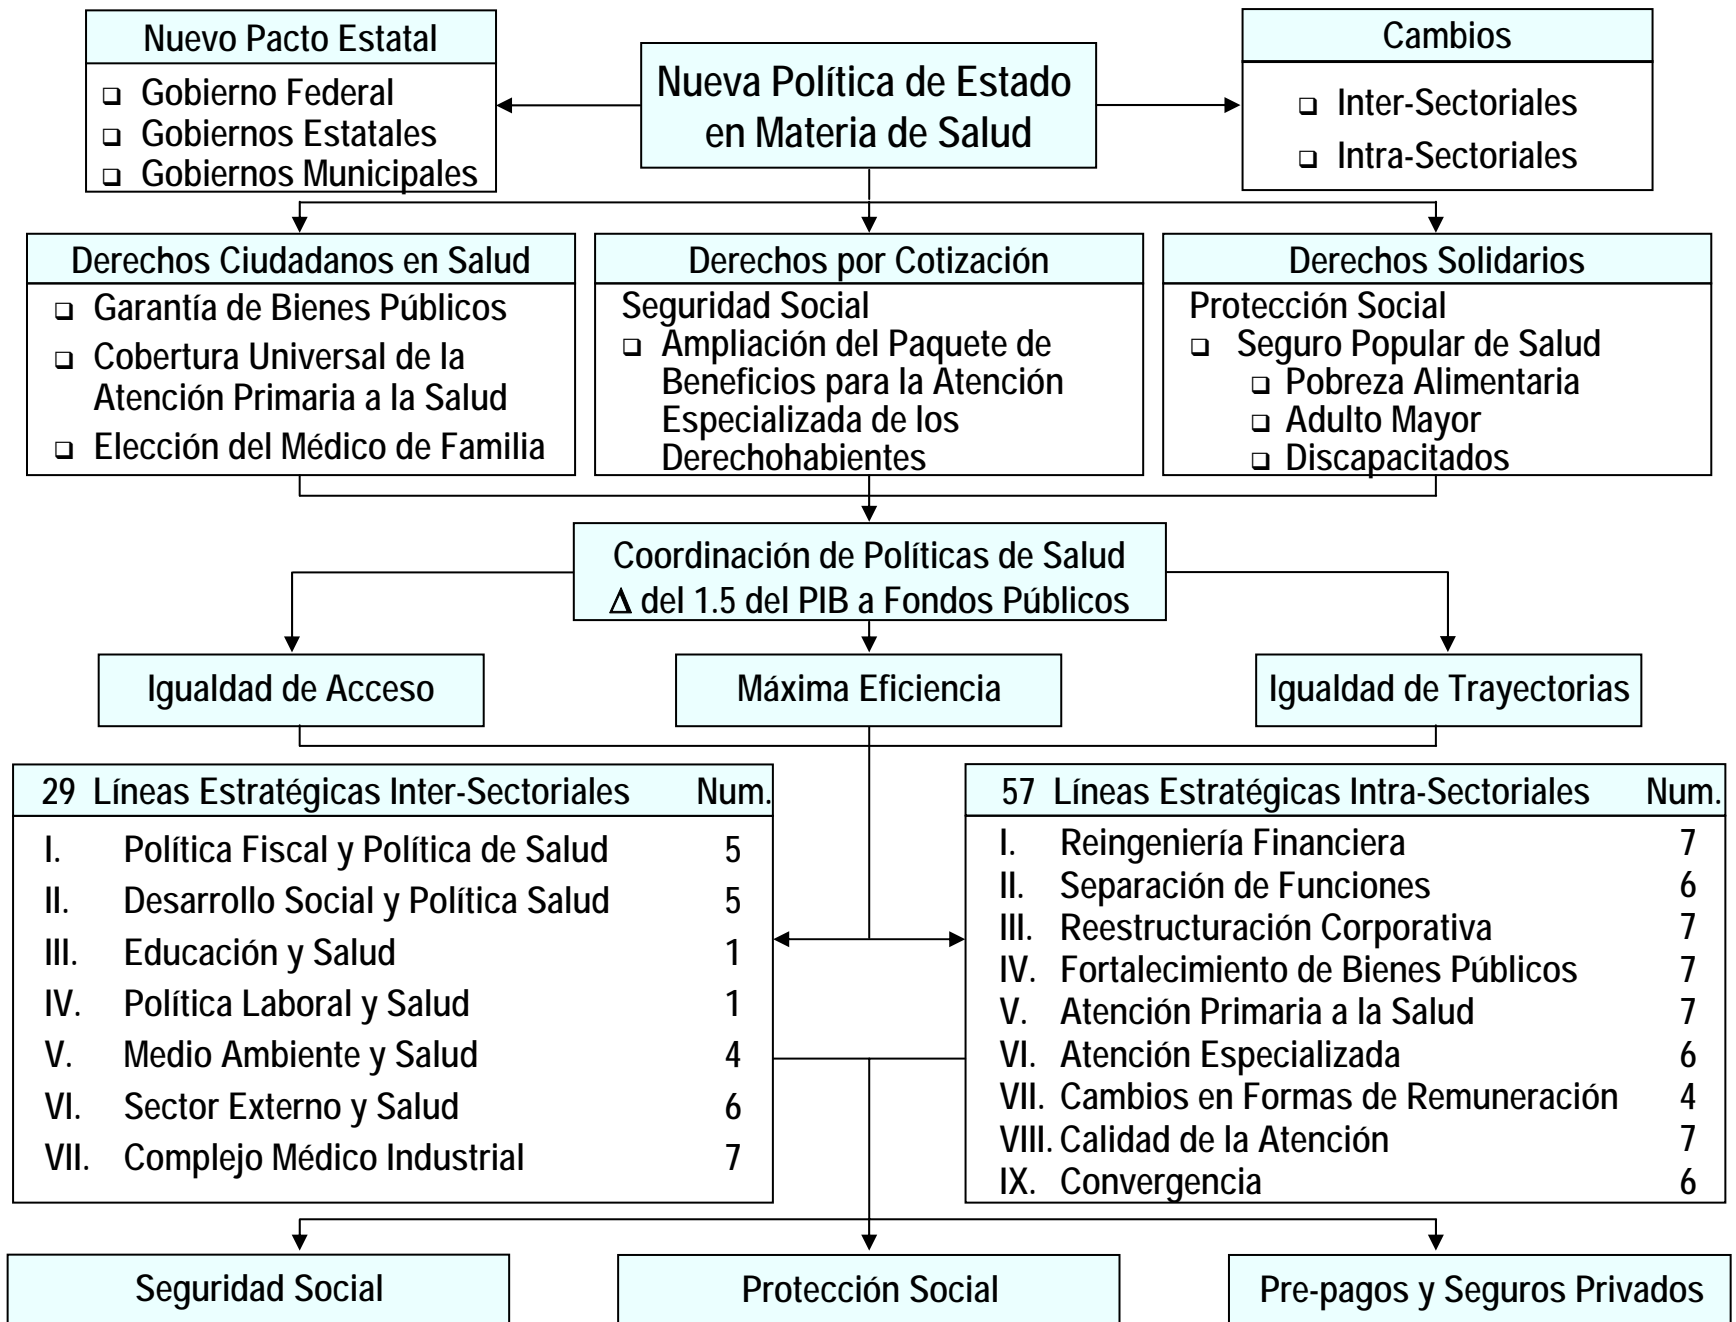 Nuevo Pacto Estatal
❑ Gobierno Federal
❑ Gobiernos Estatales
❑ Gobiernos Municipales
Nueva Política de Estado
en Materia de Salud
Cambios
❑ Inter-Sectoriales
❑ Intra-Sectoriales
Derechos Ciudadanos en Salud
❑ Garantía de Bienes Públicos
❑ Cobertura Universal de la
Atención Primaria a la Salud
❑ Elección del Médico de Familia
Derechos por Cotización
Seguridad Social
❑ Ampliación del Paquete de
Beneficios para la Atención
Especializada de los
Derechohabientes
Derechos Solidarios
Protección Social
❑ Seguro Popular de Salud
❑ Pobreza Alimentaria
❑ Adulto Mayor
❑ Discapacitados
Coordinación de Políticas de Salud
Δ del 1.5 del PIB a Fondos Públicos
Igualdad de Acceso
Máxima Eficiencia
Igualdad de Trayectorias
29 Líneas Estratégicas Inter-Sectoriales Num.
I. Política Fiscal y Política de Salud 5
II. Desarrollo Social y Política Salud 5
III. Educación y Salud 1
IV. Política Laboral y Salud 1
V. Medio Ambiente y Salud 4
VI. Sector Externo y Salud 6
VII. Complejo Médico Industrial 7
57 Líneas Estratégicas Intra-Sectoriales Num.
I. Reingeniería Financiera 7
II. Separación de Funciones 6
III. Reestructuración Corporativa 7
IV. Fortalecimiento de Bienes Públicos 7
V. Atención Primaria a la Salud 7
VI. Atención Especializada 6
VII. Cambios en Formas de Remuneración 4
VIII. Calidad de la Atención 7
IX. Convergencia 6
Seguridad Social
Protección Social
Pre-pagos y Seguros Privados